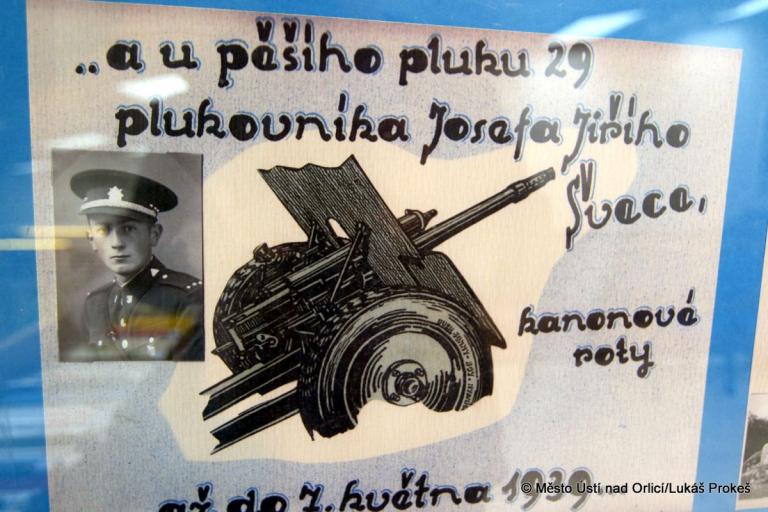 „a u pěšího pluku 29
plukovníka Josefa Jiřího
Švece,
kanonové
roty
až do 7. května 1939...
© Město Ústí nad Orlicí/Lukáš Prokeš